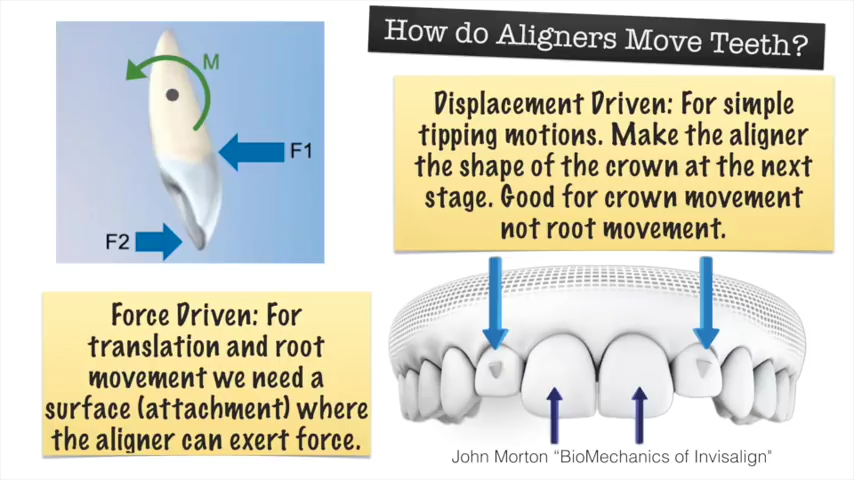 How do Aligners Move Teeth?
M
F1
F2
Displacement Driven: For simple
tipping motions. Make the aligner
the shape of the crown at the next
stage. Good for crown movement
not root movement.
Force Driven: For
translation and root
movement we need a
surface (attachment) where
the aligner can exert force.
John Morton "BioMechanics of Invisalign"